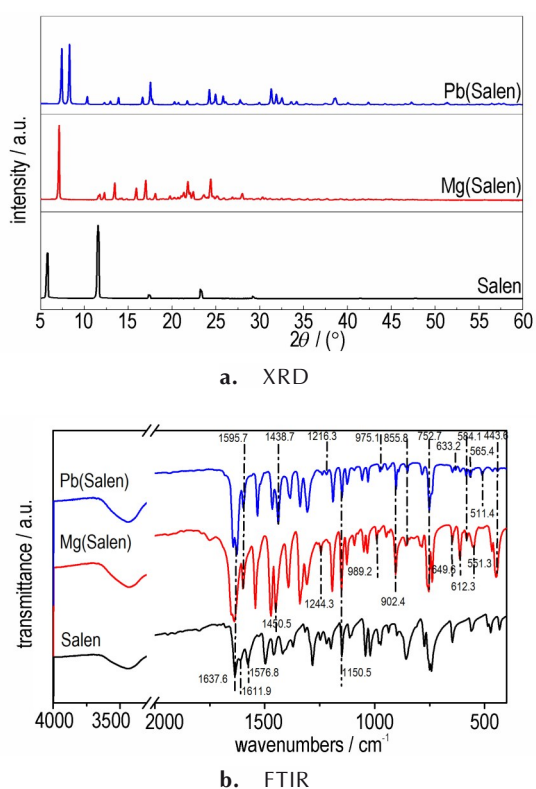 intensity / a.u.
Pb(Salen)
Mg(Salen)
Salen
5 10 15 20 25 30 35 40 45 50 55 60
2θ / (°)
a. XRD
transmittance / a.u.
1595.7 1438.7 1216.3 975.1 855.8 752.7 584.1 443.6
633.2 565.4
Pb(Salen)
511.4
Mg(Salen)
989.2 649.6 551.3
612.3
1244.3 902.4
1450.5
Salen
1637.6 1576.8 1150.5
1611.9
4000 3500 2000 1500 1000 500
wavenumbers / cm⁻¹
b. FTIR